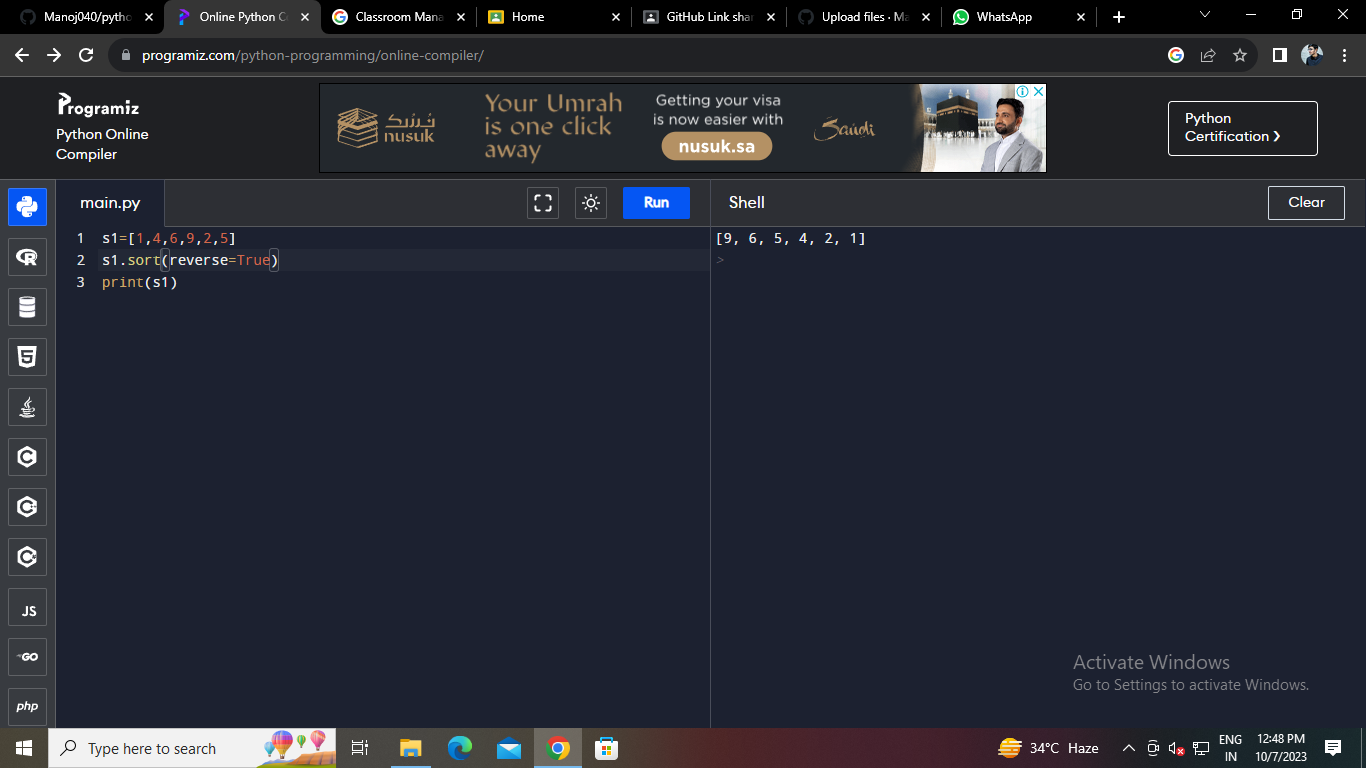 Manoj040/pytho
Online Python Co
Classroom Mana
Home
GitHub Link shar
Upload files · Ma
WhatsApp
programiz.com/python-programming/online-compiler/
Programiz
Python Online
Compiler
نُسُك
nusuk
Your Umrah
is one click
away
Getting your visa
is now easier with
nusuk.sa
Saudi
Python
Certification ❯
main.py
Run
Shell
Clear
1 s1=[1,4,6,9,2,5]
2 s1.sort(reverse=True)
3 print(s1)
[9, 6, 5, 4, 2, 1]
>
R
5
C
C
C
JS
GO
php
Activate Windows
Go to Settings to activate Windows.
Type here to search
34°C Haze
ENG
IN
12:48 PM
10/7/2023